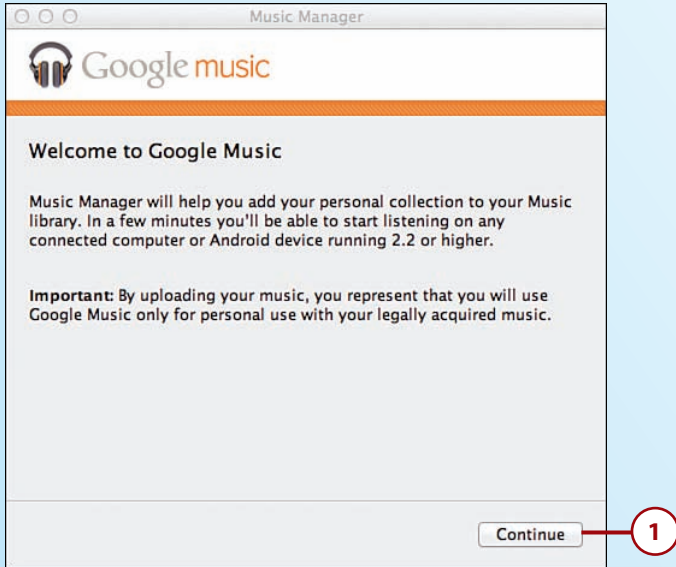 Music Manager
Google music
Welcome to Google Music
Music Manager will help you add your personal collection to your Music
library. In a few minutes you'll be able to start listening on any
connected computer or Android device running 2.2 or higher.
Important: By uploading your music, you represent that you will use
Google Music only for personal use with your legally acquired music.
Continue
1